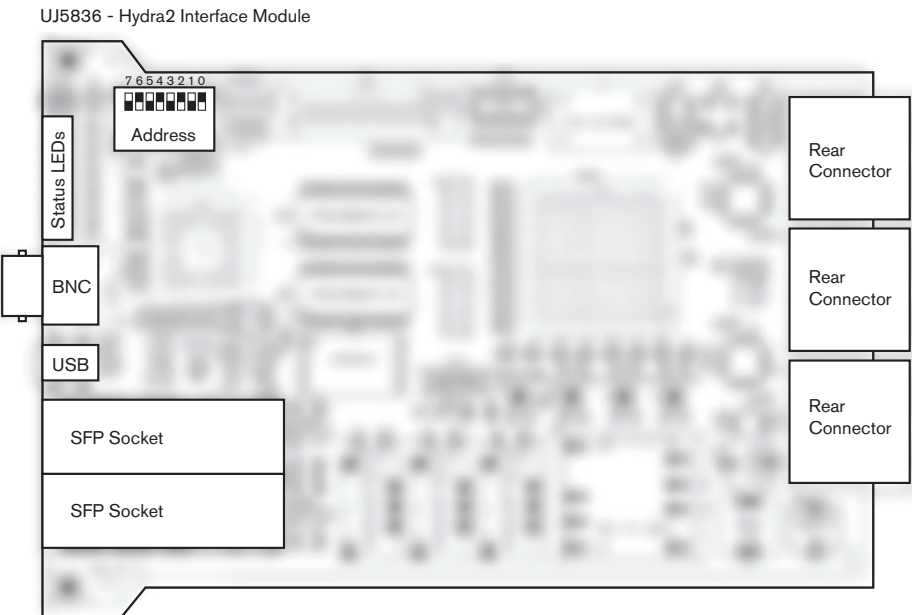 UJ5836 - Hydra2 Interface Module
7 6 5 4 3 2 1 0
Address
Status LEDs
BNC
USB
SFP Socket
SFP Socket
Rear
Connector
Rear
Connector
Rear
Connector